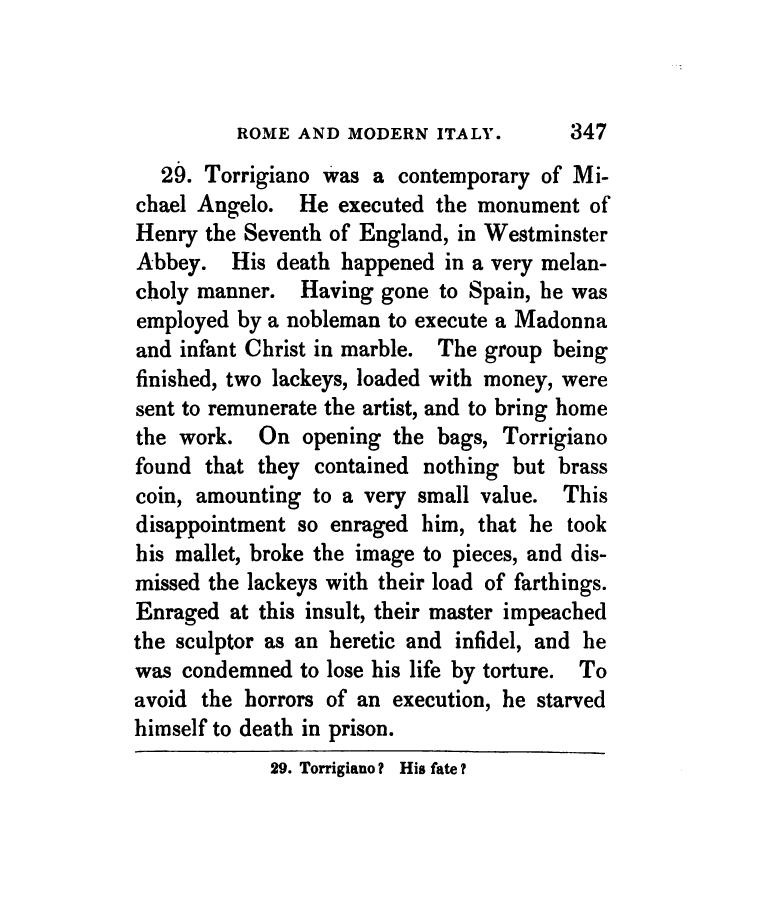 ROME AND MODERN ITALY. 347
29. Torrigiano was a contemporary of Mi-
chael Angelo. He executed the monument of
Henry the Seventh of England, in Westminster
Abbey. His death happened in a very melan-
choly manner. Having gone to Spain, he was
employed by a nobleman to execute a Madonna
and infant Christ in marble. The group being
finished, two lackeys, loaded with money, were
sent to remunerate the artist, and to bring home
the work. On opening the bags, Torrigiano
found that they contained nothing but brass
coin, amounting to a very small value. This
disappointment so enraged him, that he took
his mallet, broke the image to pieces, and dis-
missed the lackeys with their load of farthings.
Enraged at this insult, their master impeached
the sculptor as an heretic and infidel, and he
was condemned to lose his life by torture. To
avoid the horrors of an execution, he starved
himself to death in prison.
29. Torrigiano? His fate?